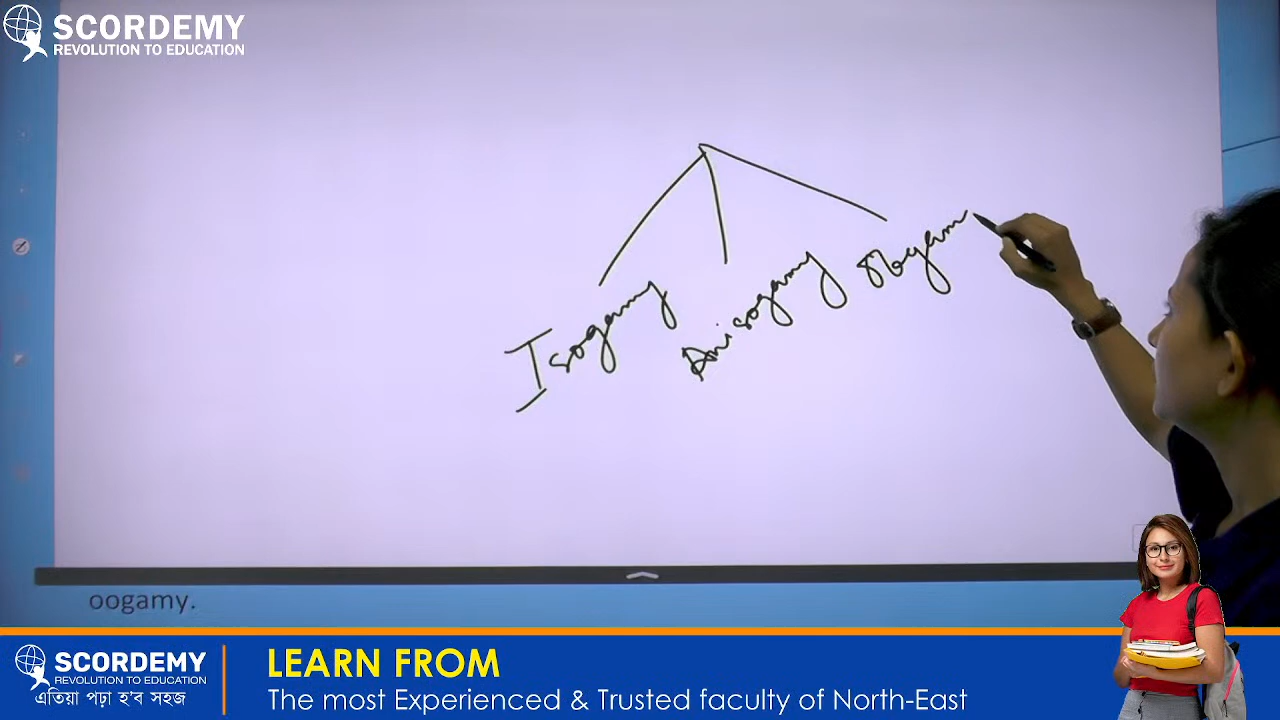 SCORDEMY
REVOLUTION TO EDUCATION
Isogamy
Anisogamy
Oogam
oogamy.
SCORDEMY
REVOLUTION TO EDUCATION
এতিয়া পঢ়া হ'ব সহজ
LEARN FROM
The most Experienced & Trusted faculty of North-East